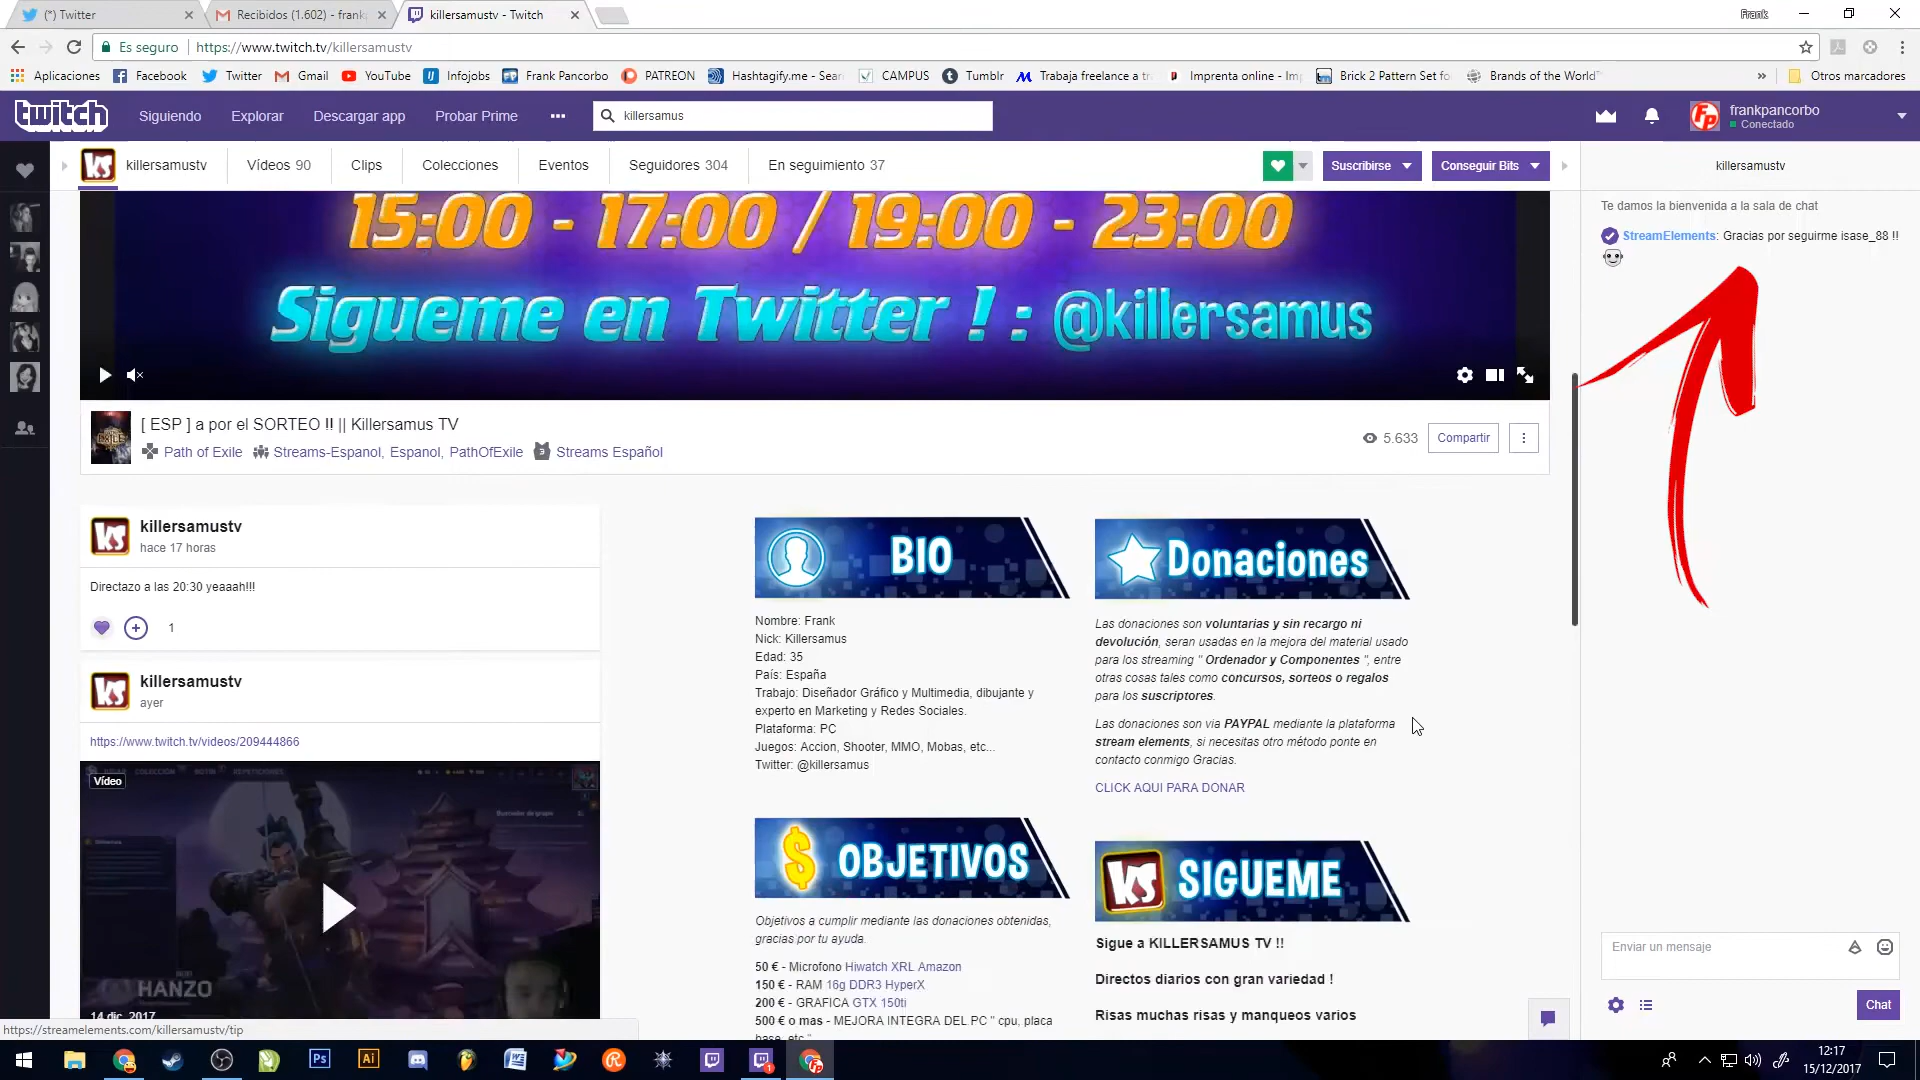 (*) Twitter
Recibidos (1.602) - frankp
killersamustv - Twitch
Frank
Es seguro
https://www.twitch.tv/killersamustv
Aplicaciones
Facebook
Twitter
Gmail
YouTube
Infojobs
Frank Pancorbo
PATREON
Hashtagify.me - Sear
CAMPUS
Tumblr
Trabaja freelance a tr
Imprenta online - Im
Brick 2 Pattern Set fo
Brands of the World™
»
Otros marcadores
twitch
Siguiendo
Explorar
Descargar app
Probar Prime
killersamus
frankpancorbo
Conectado
killersamustv
Vídeos 90
Clips
Colecciones
Eventos
Seguidores 304
En seguimiento 37
Suscribirse
Conseguir Bits
killersamustv
15:00 - 17:00 / 19:00 - 23:00
Sigueme en Twitter ! : @killersamus
Te damos la bienvenida a la sala de chat
StreamElements: Gracias por seguirme isase_88 !!
[ ESP ] a por el SORTEO !! || Killersamus TV
Path of Exile
Streams-Espanol, Espanol, PathOfExile
Streams Español
5.633
Compartir
KS
killersamustv
hace 17 horas
Directazo a las 20:30 yeaaah!!!
1
KS
killersamustv
ayer
https://www.twitch.tv/videos/209444866
Vídeo
HANZO
14 dic. 2017
BIO
Nombre: Frank
Nick: Killersamus
Edad: 35
País: España
Trabajo: Diseñador Gráfico y Multimedia, dibujante y
experto en Marketing y Redes Sociales.
Plataforma: PC
Juegos: Accion, Shooter, MMO, Mobas, etc...
Twitter: @killersamus
OBJETIVOS
Objetivos a cumplir mediante las donaciones obtenidas,
gracias por tu ayuda.
50 € - Microfono Hiwatch XRL Amazon
150 € - RAM 16g DDR3 HyperX
200 € - GRAFICA GTX 150ti
500 € o mas - MEJORA INTEGRA DEL PC " cpu, placa
base, etc "
Donaciones
Las donaciones son voluntarias y sin recargo ni
devolución, seran usadas en la mejora del material usado
para los streaming " Ordenador y Componentes ", entre
otras cosas tales como concursos, sorteos o regalos
para los suscriptores.
Las donaciones son via PAYPAL mediante la plataforma
stream elements, si necesitas otro método ponte en
contacto conmigo Gracias.
CLICK AQUI PARA DONAR
KS SIGUEME
Sigue a KILLERSAMUS TV !!
Directos diarios con gran variedad !
Risas muchas risas y manqueos varios
Enviar un mensaje
Chat
https://streamelements.com/killersamustv/tip
12:17
15/12/2017